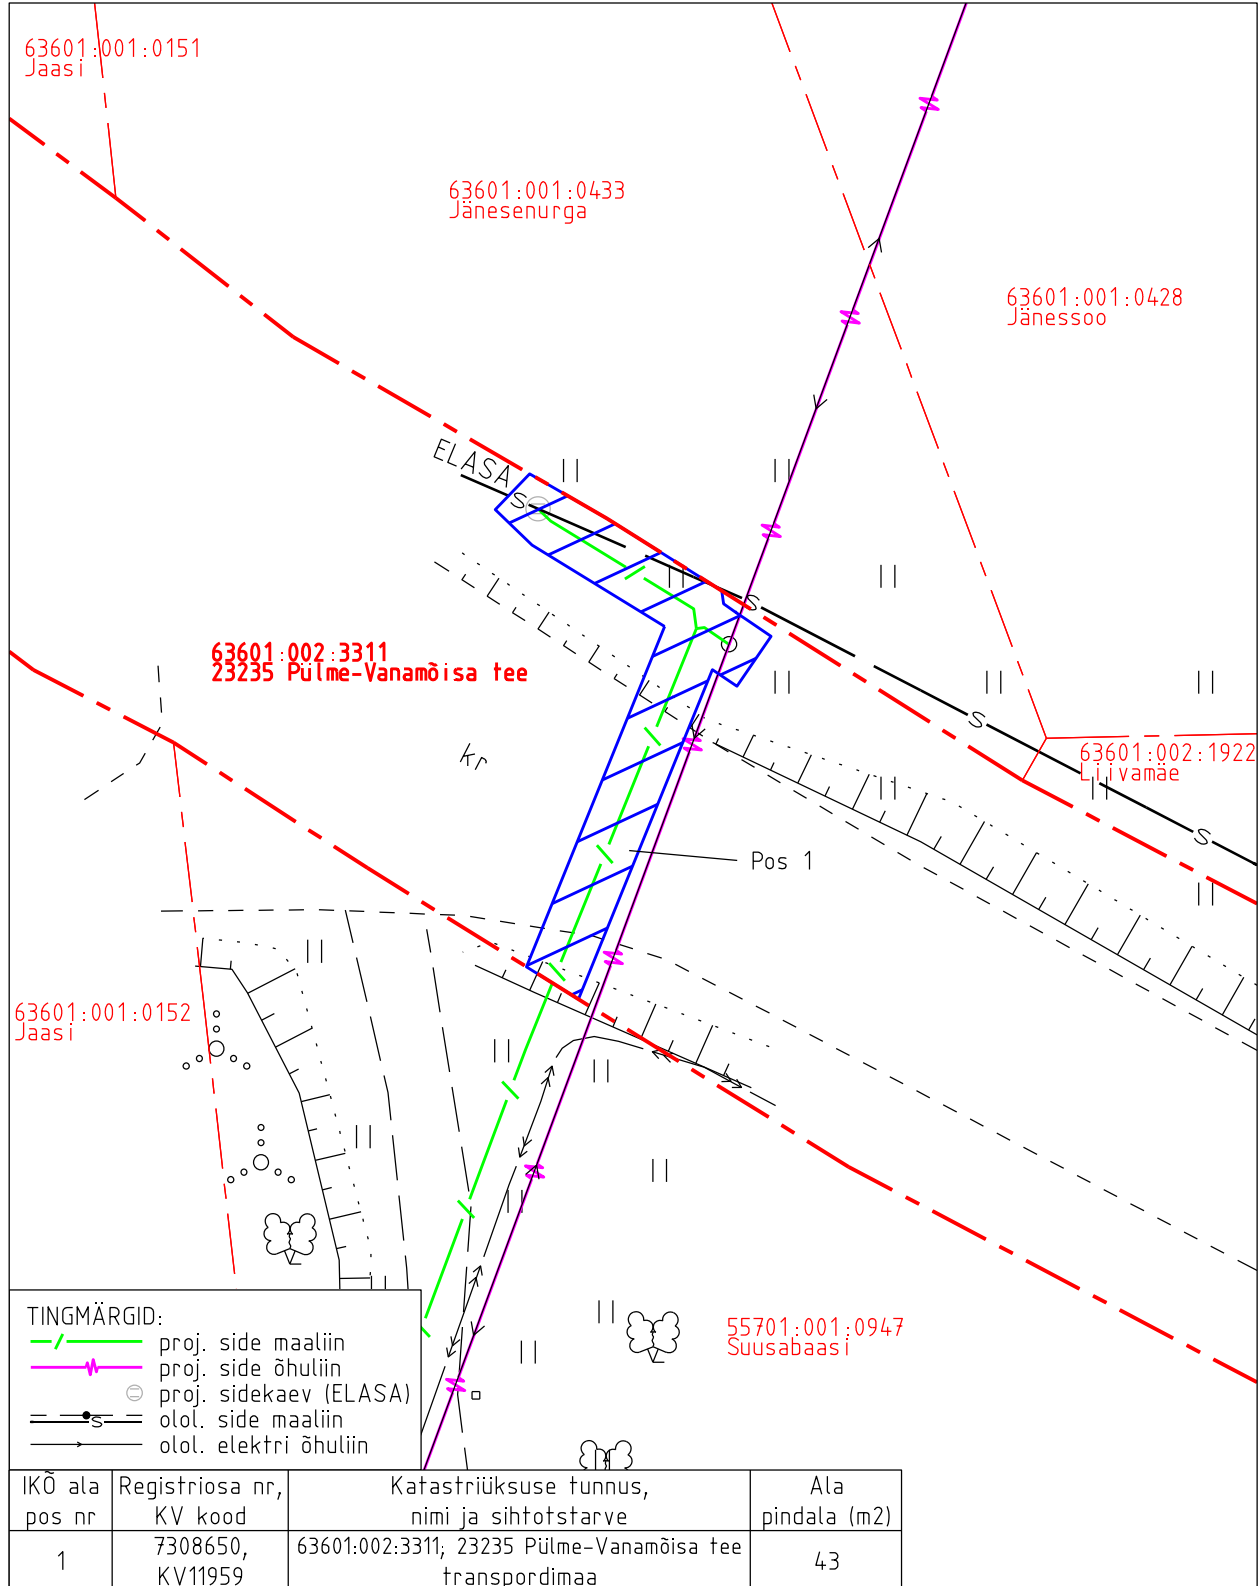 63601:001:0151
Jaasi
63601:001:0433
Jänesenurga
63601:001:0428
Jänessoo
ELASA
S
S
63601:002:3311
23235 Pülme-Vanamõisa tee
kr
S
63601:002:1922
Liivamäe
S
Pos 1
63601:001:0152
Jaasi
55701:001:0947
Suusabaasi
TINGMÄRGID:
proj. side maaliin
proj. side õhuliin
proj. sidekaev (ELASA)
S
olol. side maaliin
olol. elektri õhuliin
IKÕ ala
pos nr
Registriosa nr,
KV kood
Katastriüksuse tunnus,
nimi ja sihtotstarve
Ala
pindala (m2)
1
7308650,
KV11959
63601:002:3311; 23235 Pülme-Vanamõisa tee
transpordimaa
43